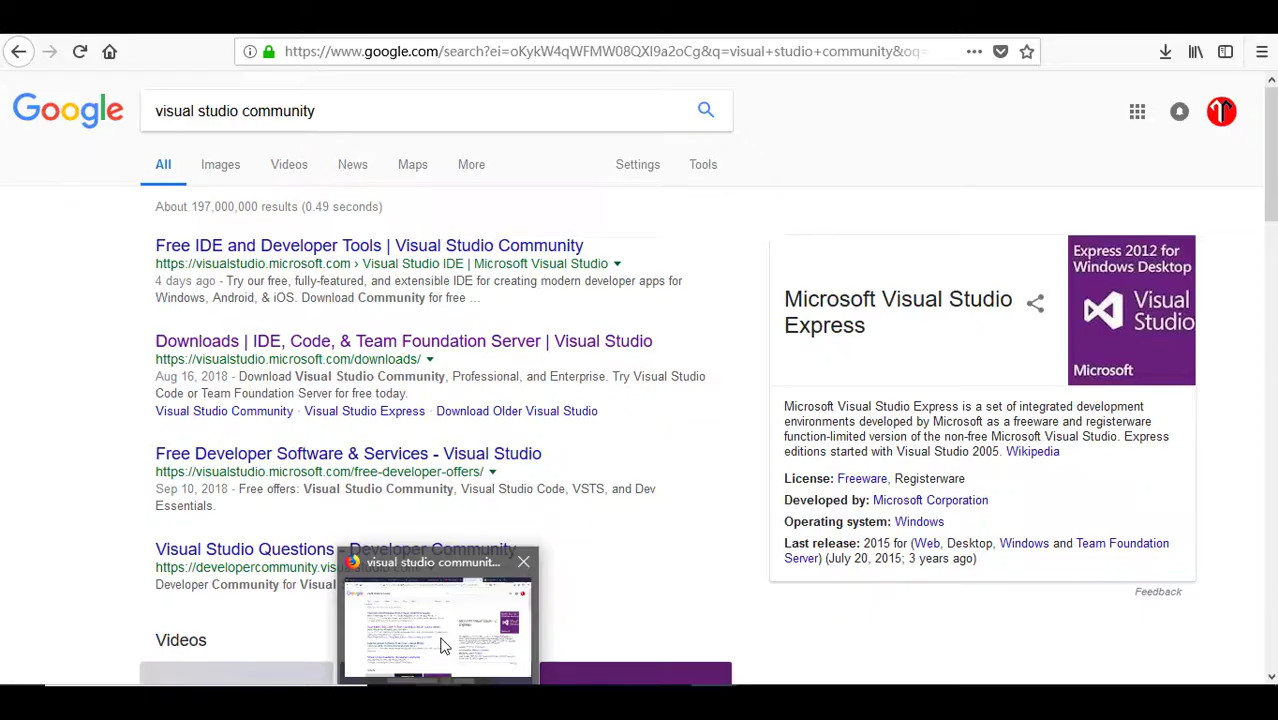 https://www.google.com/search?ei=oKykW4qWFMW08QXI9a2oCg&q=visual+studio+community&oq=
Google
visual studio community
All Images Videos News Maps More Settings Tools
About 197,000,000 results (0.49 seconds)
Free IDE and Developer Tools | Visual Studio Community
https://visualstudio.microsoft.com › Visual Studio IDE | Microsoft Visual Studio
4 days ago - Try our free, fully-featured, and extensible IDE for creating modern developer apps for
Windows, Android, & iOS. Download Community for free ...
Downloads | IDE, Code, & Team Foundation Server | Visual Studio
https://visualstudio.microsoft.com/downloads/
Aug 16, 2018 - Download Visual Studio Community, Professional, and Enterprise. Try Visual Studio
Code or Team Foundation Server for free today.
Visual Studio Community · Visual Studio Express · Download Older Visual Studio
Free Developer Software & Services - Visual Studio
https://visualstudio.microsoft.com/free-developer-offers/
Sep 10, 2018 - Free offers: Visual Studio Community, Visual Studio Code, VSTS, and Dev
Essentials.
Visual Studio Questions - Developer Community
https://developercommunity.vis
Developer Community for Visual
visual studio communit...
Videos
Microsoft Visual Studio
Express
Express 2012 for
Windows Desktop
Visual
Studio
Microsoft
Microsoft Visual Studio Express is a set of integrated development
environments developed by Microsoft as a freeware and registerware
function-limited version of the non-free Microsoft Visual Studio. Express
editions started with Visual Studio 2005. Wikipedia
License: Freeware, Registerware
Developed by: Microsoft Corporation
Operating system: Windows
Last release: 2015 for (Web, Desktop, Windows and Team Foundation
Server) (July 20, 2015; 3 years ago)
Feedback